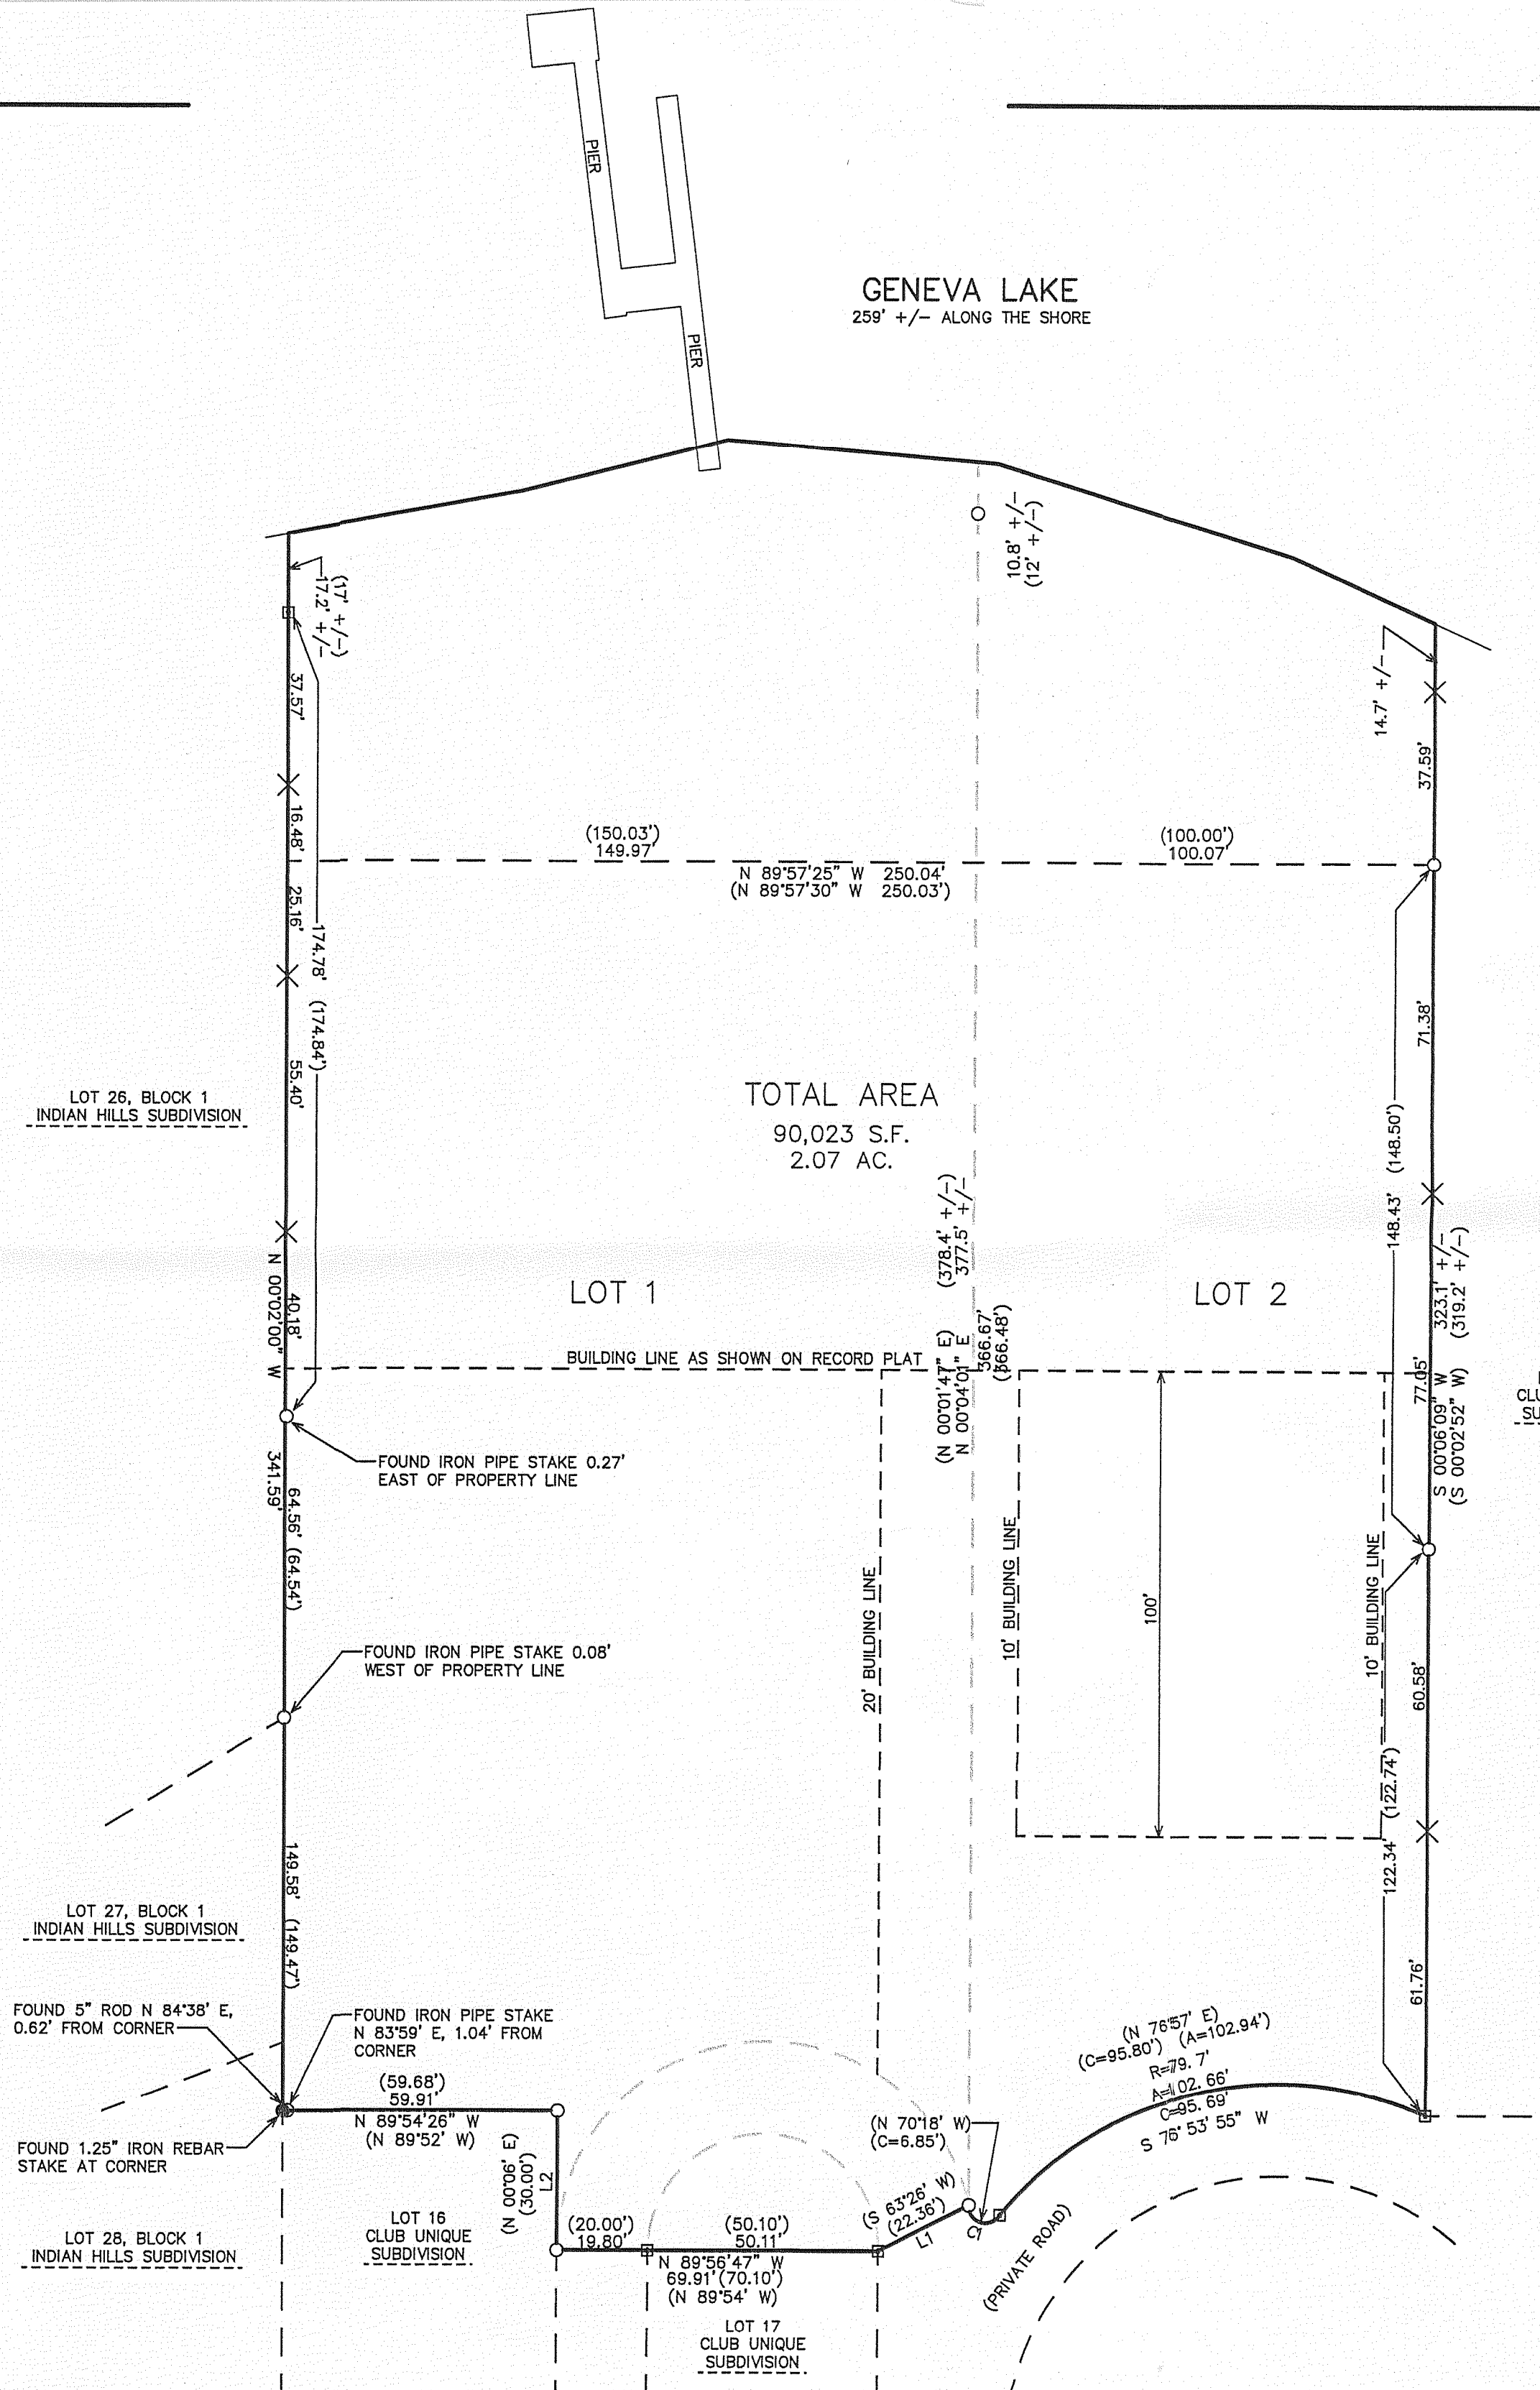 PIER
PIER
GENEVA LAKE
259' +/- ALONG THE SHORE
(17' +/-)
17.2' +/-
10.8' +/-
(12' +/-)
14.7' +/-
37.57'
37.59'
16.48'
(150.03')
149.97'
(100.00')
100.07'
N 89°57'25" W 250.04'
(N 89°57'30" W 250.03')
25.16'
174.78' (174.84')
71.38'
55.40'
LOT 26, BLOCK 1
INDIAN HILLS SUBDIVISION
TOTAL AREA
90,023 S.F.
2.07 AC.
148.43' (148.50')
(N 00°01'47" E) (378.4' +/-)
N 00°04'01" E 377.5' +/-
366.67'
(366.48')
LOT 1
LOT 2
40.18'
N 00°02'00" W 341.59'
BUILDING LINE AS SHOWN ON RECORD PLAT
77.05'
S 00°06'09" W 323.1' +/-
(S 00°02'52" W) (319.2' +/-)
CLU
SU
FOUND IRON PIPE STAKE 0.27'
EAST OF PROPERTY LINE
64.56' (64.54')
20' BUILDING LINE
10' BUILDING LINE
100'
10' BUILDING LINE
FOUND IRON PIPE STAKE 0.08'
WEST OF PROPERTY LINE
60.58'
122.34' (122.74')
149.58' (149.47')
LOT 27, BLOCK 1
INDIAN HILLS SUBDIVISION
61.76'
FOUND 5" ROD N 84°38' E,
0.62' FROM CORNER
FOUND IRON PIPE STAKE
N 83°59' E, 1.04' FROM
CORNER
(N 76°57' E)
(C=95.80') (A=102.94')
R=79.7'
A=102.66'
C=95.69'
S 76°53'55" W
(59.68')
59.91'
N 89°54'26" W
(N 89°52' W)
FOUND 1.25" IRON REBAR
STAKE AT CORNER
(N 00°06' E)
(30.00')
L2
(N 70°18' W)
(C=6.85')
(S 63°26' W)
(22.36')
L1
LOT 16
CLUB UNIQUE
SUBDIVISION
LOT 28, BLOCK 1
INDIAN HILLS SUBDIVISION
(20.00')
19.80'
(50.10')
50.11'
N 89°56'47" W
69.91'(70.10')
(N 89°54' W)
(PRIVATE ROAD)
LOT 17
CLUB UNIQUE
SUBDIVISION